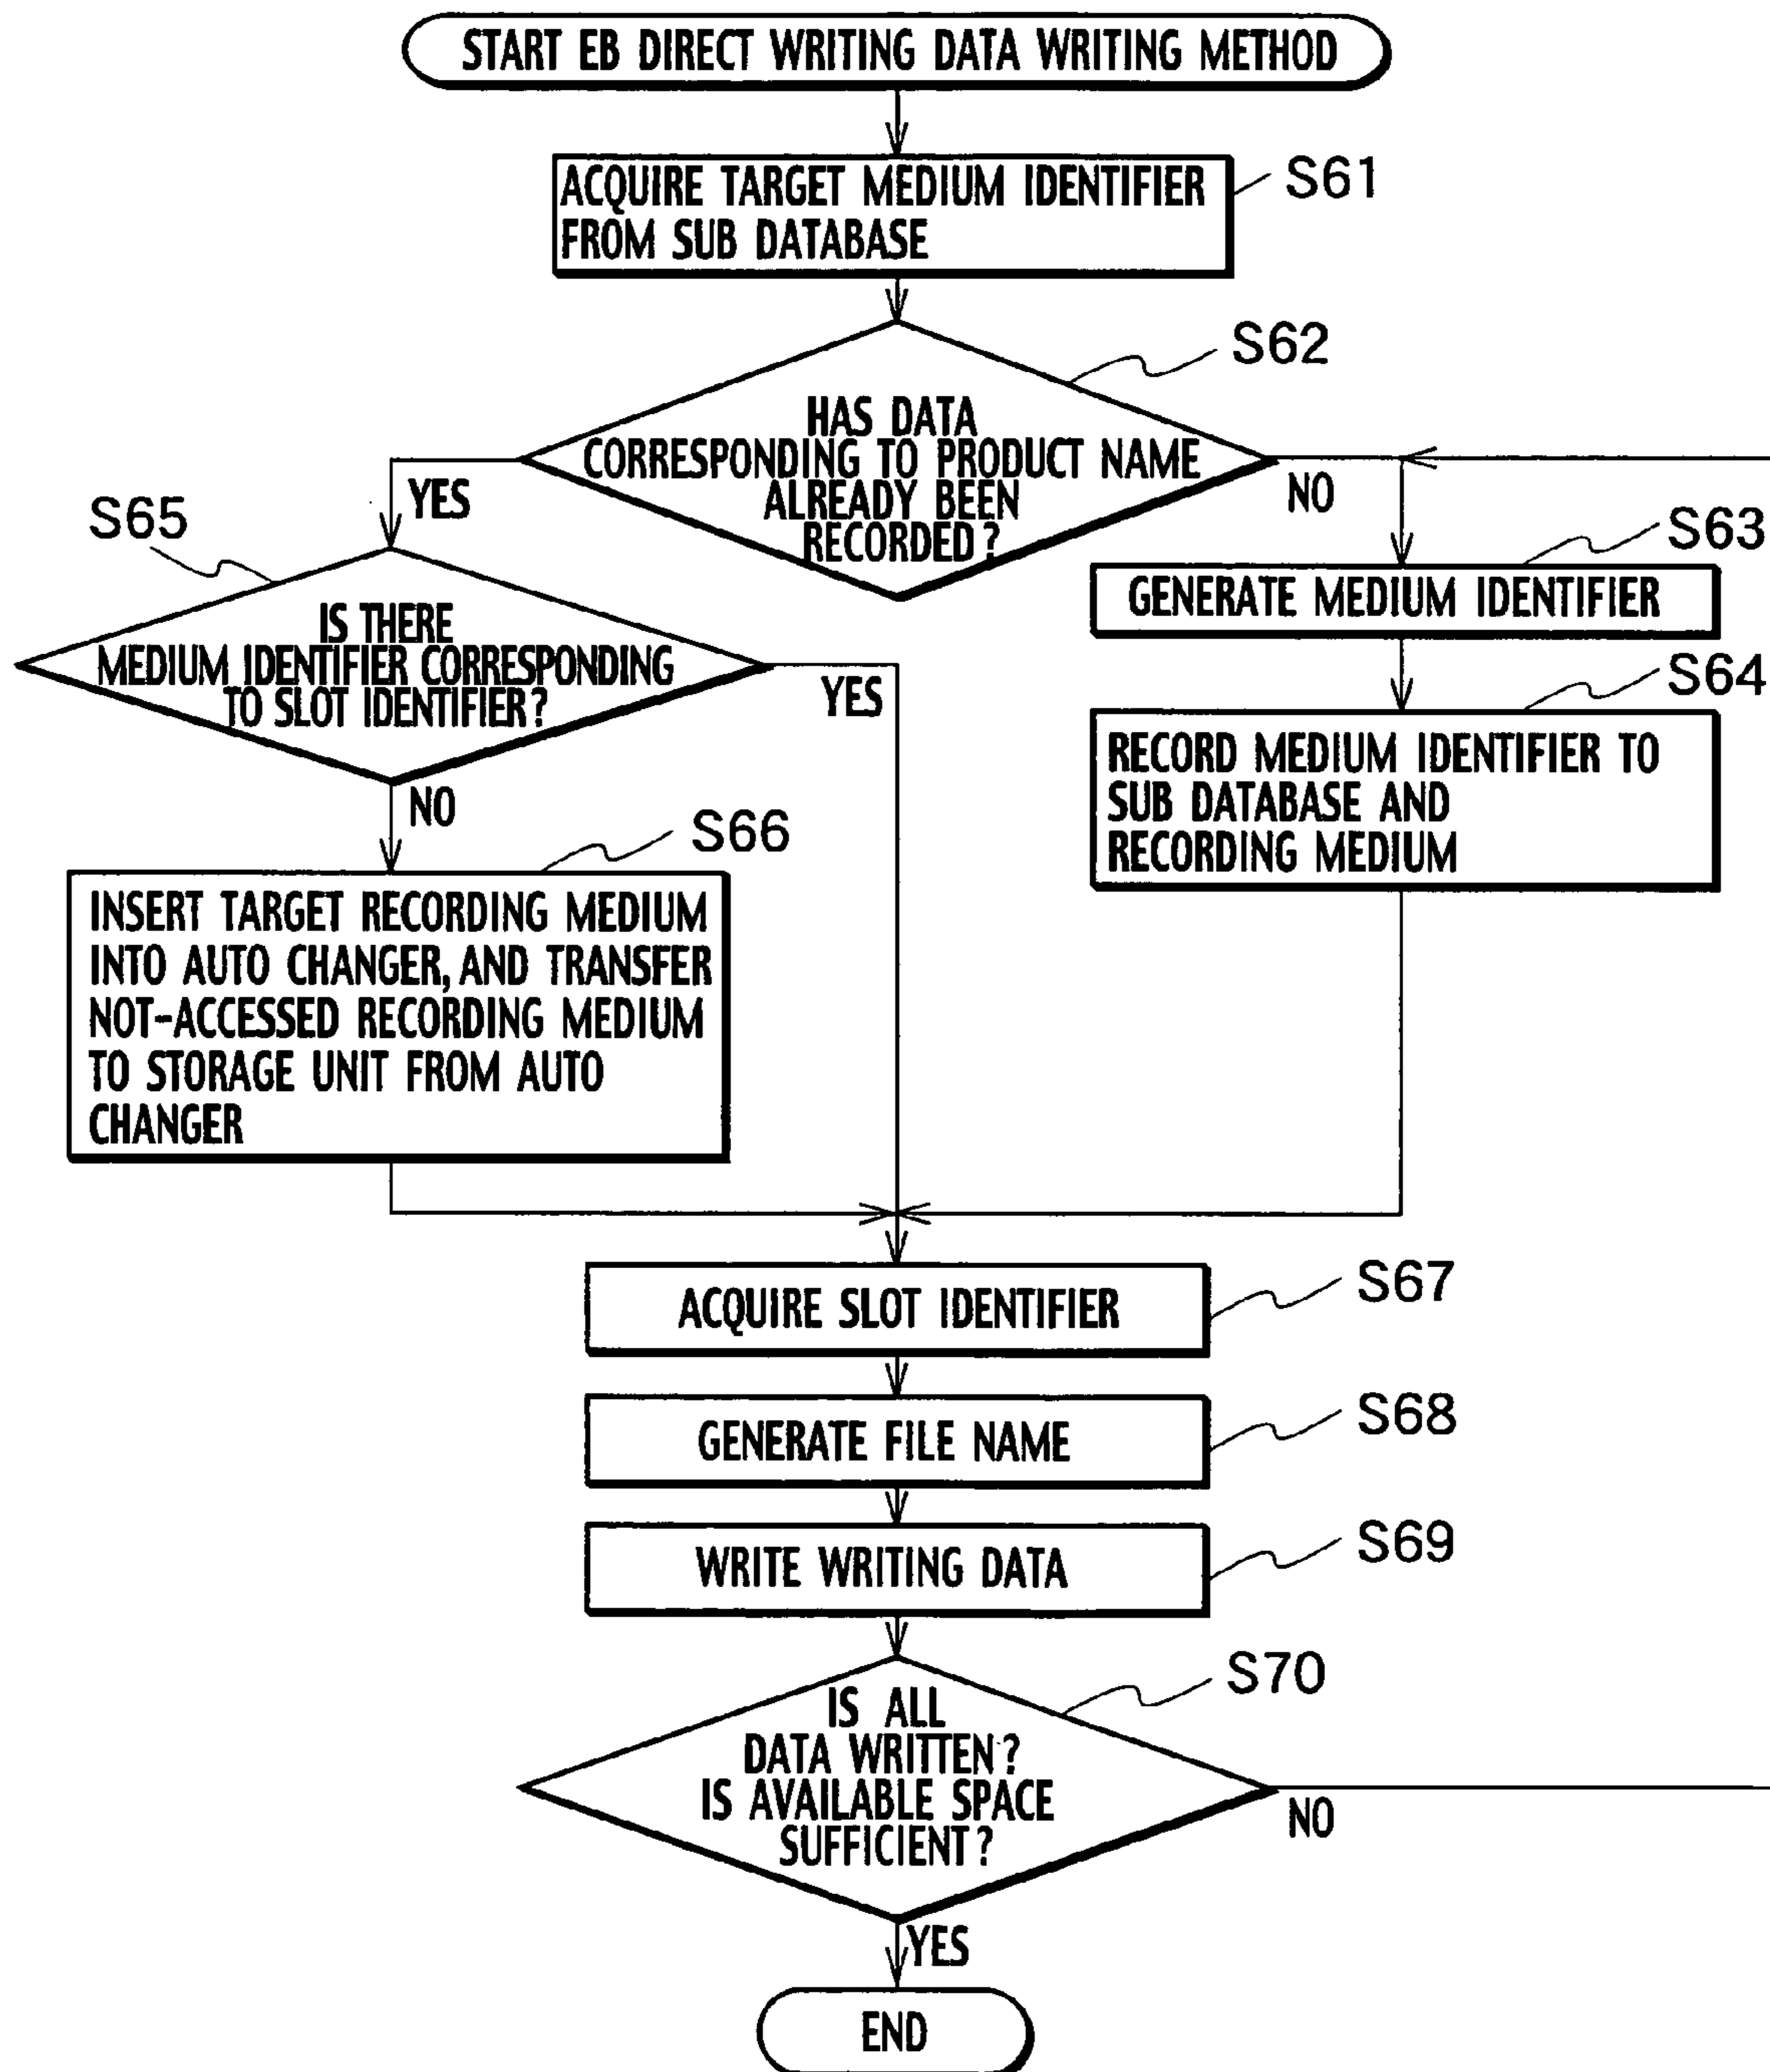 START EB DIRECT WRITING DATA WRITING METHOD
ACQUIRE TARGET MEDIUM IDENTIFIER
FROM SUB DATABASE
S61
S62
HAS DATA
CORRESPONDING TO PRODUCT NAME
ALREADY BEEN
RECORDED?
YES
NO
S65
IS THERE
MEDIUM IDENTIFIER CORRESPONDING
TO SLOT IDENTIFIER?
YES
NO
S63
GENERATE MEDIUM IDENTIFIER
S64
RECORD MEDIUM IDENTIFIER TO
SUB DATABASE AND
RECORDING MEDIUM
S66
INSERT TARGET RECORDING MEDIUM
INTO AUTO CHANGER, AND TRANSFER
NOT-ACCESSED RECORDING MEDIUM
TO STORAGE UNIT FROM AUTO
CHANGER
ACQUIRE SLOT IDENTIFIER
S67
GENERATE FILE NAME
S68
WRITE WRITING DATA
S69
S70
IS ALL
DATA WRITTEN?
IS AVAILABLE SPACE
SUFFICIENT?
NO
YES
END